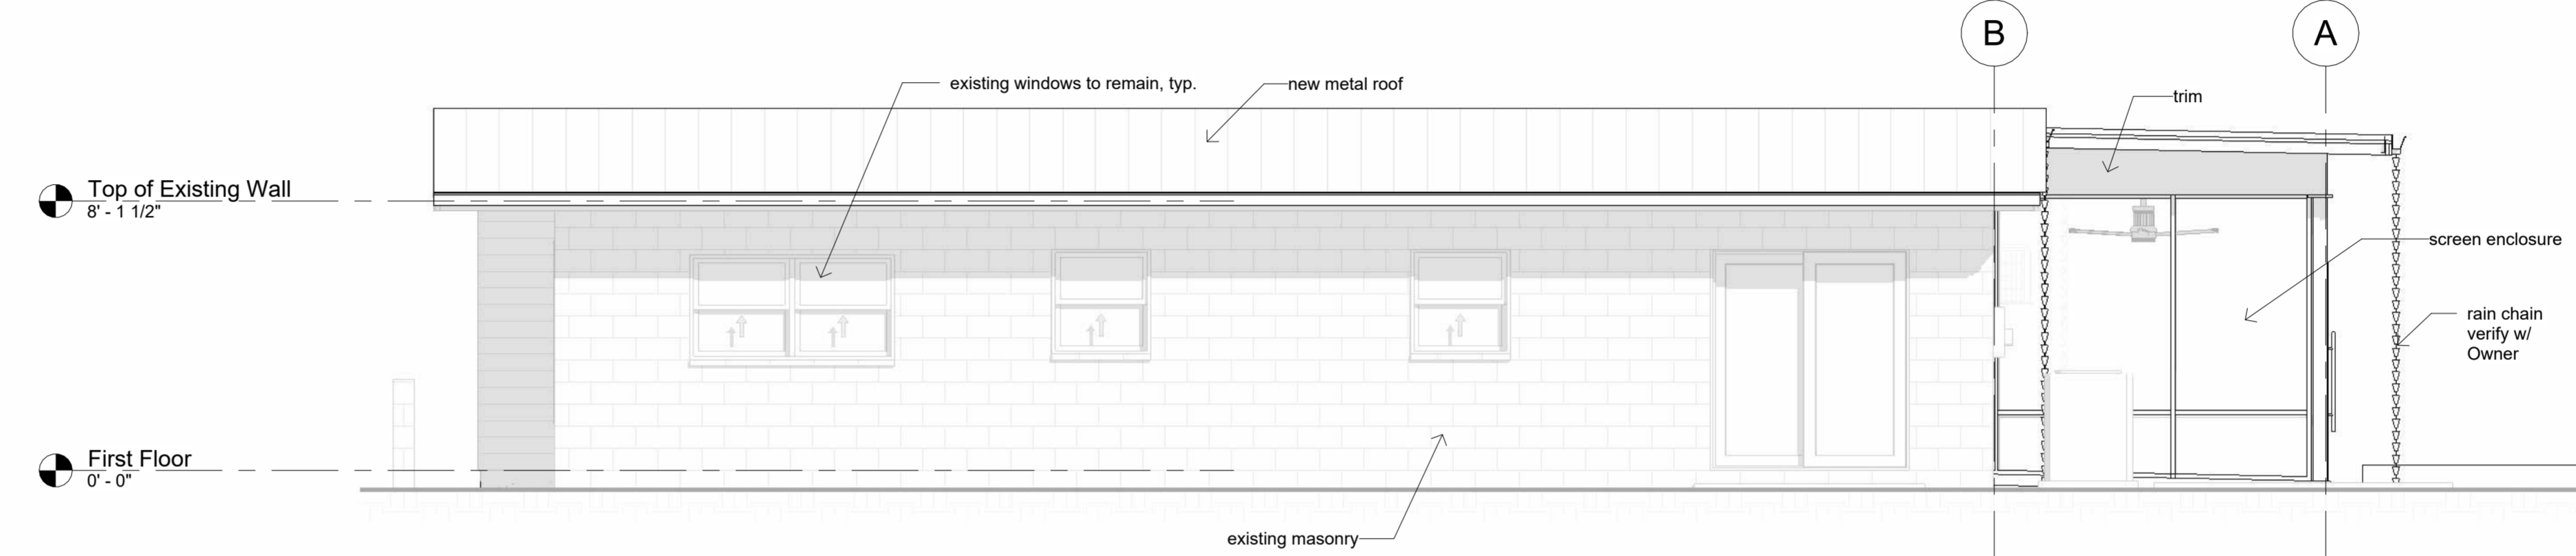 B
A
existing windows to remain, typ.
new metal roof
trim
Top of Existing Wall
8' - 1 1/2"
screen enclosure
rain chain
verify w/
Owner
First Floor
0' - 0"
existing masonry